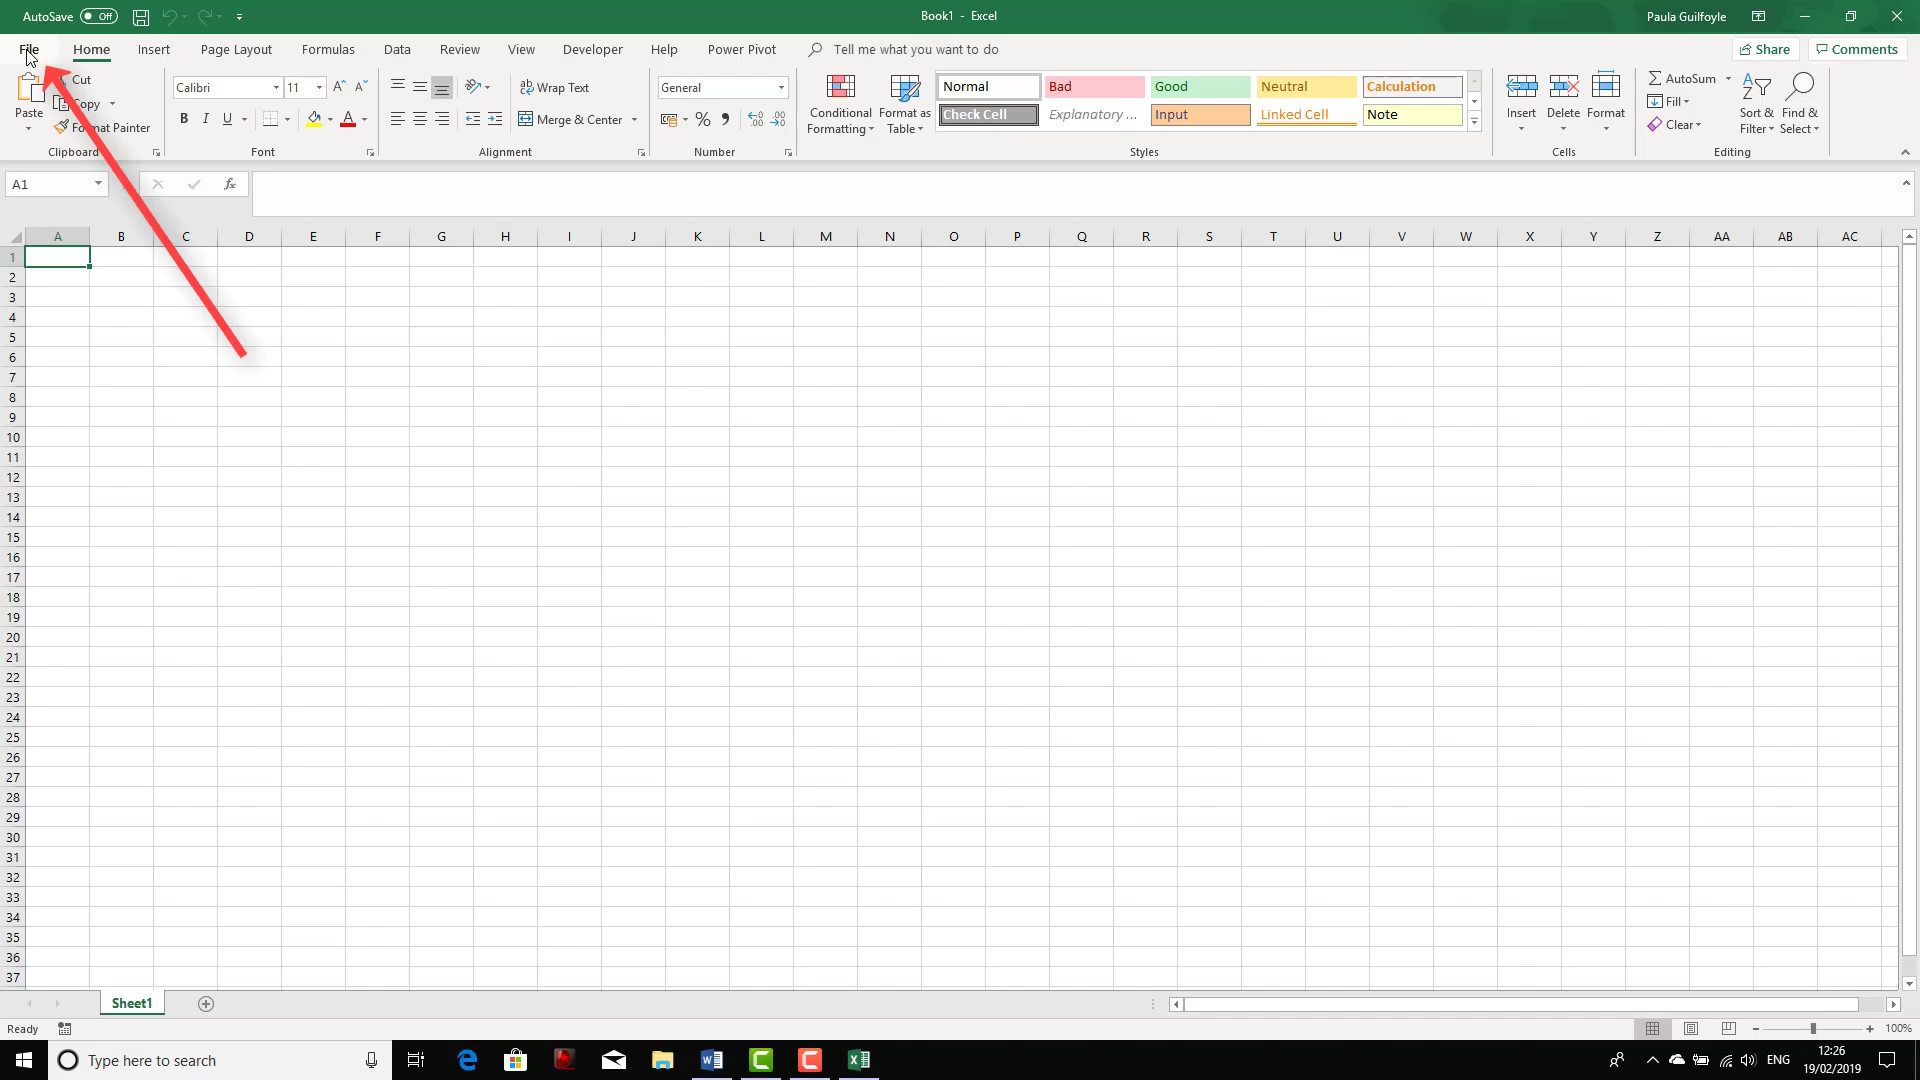 AutoSave Off
Book1 - Excel
Paula Guilfoyle
File Home Insert Page Layout Formulas Data Review View Developer Help Power Pivot Tell me what you want to do Share Comments
Paste
Cut
Copy
Format Painter
Clipboard
Calibri 11
B I U A
Font
Wrap Text
Merge & Center
Alignment
General
%
Number
Conditional Formatting
Format as Table
Normal Bad Good Neutral Calculation
Check Cell Explanatory ... Input Linked Cell Note
Styles
Insert Delete Format
Cells
AutoSum
Fill
Clear
Sort & Filter
Find & Select
Editing
A1
fx
A B C D E F G H I J K L M N O P Q R S T U V W X Y Z AA AB AC
1
2
3
4
5
6
7
8
9
10
11
12
13
14
15
16
17
18
19
20
21
22
23
24
25
26
27
28
29
30
31
32
33
34
35
36
37
Sheet1
Ready
100%
Type here to search
ENG
12:26
19/02/2019